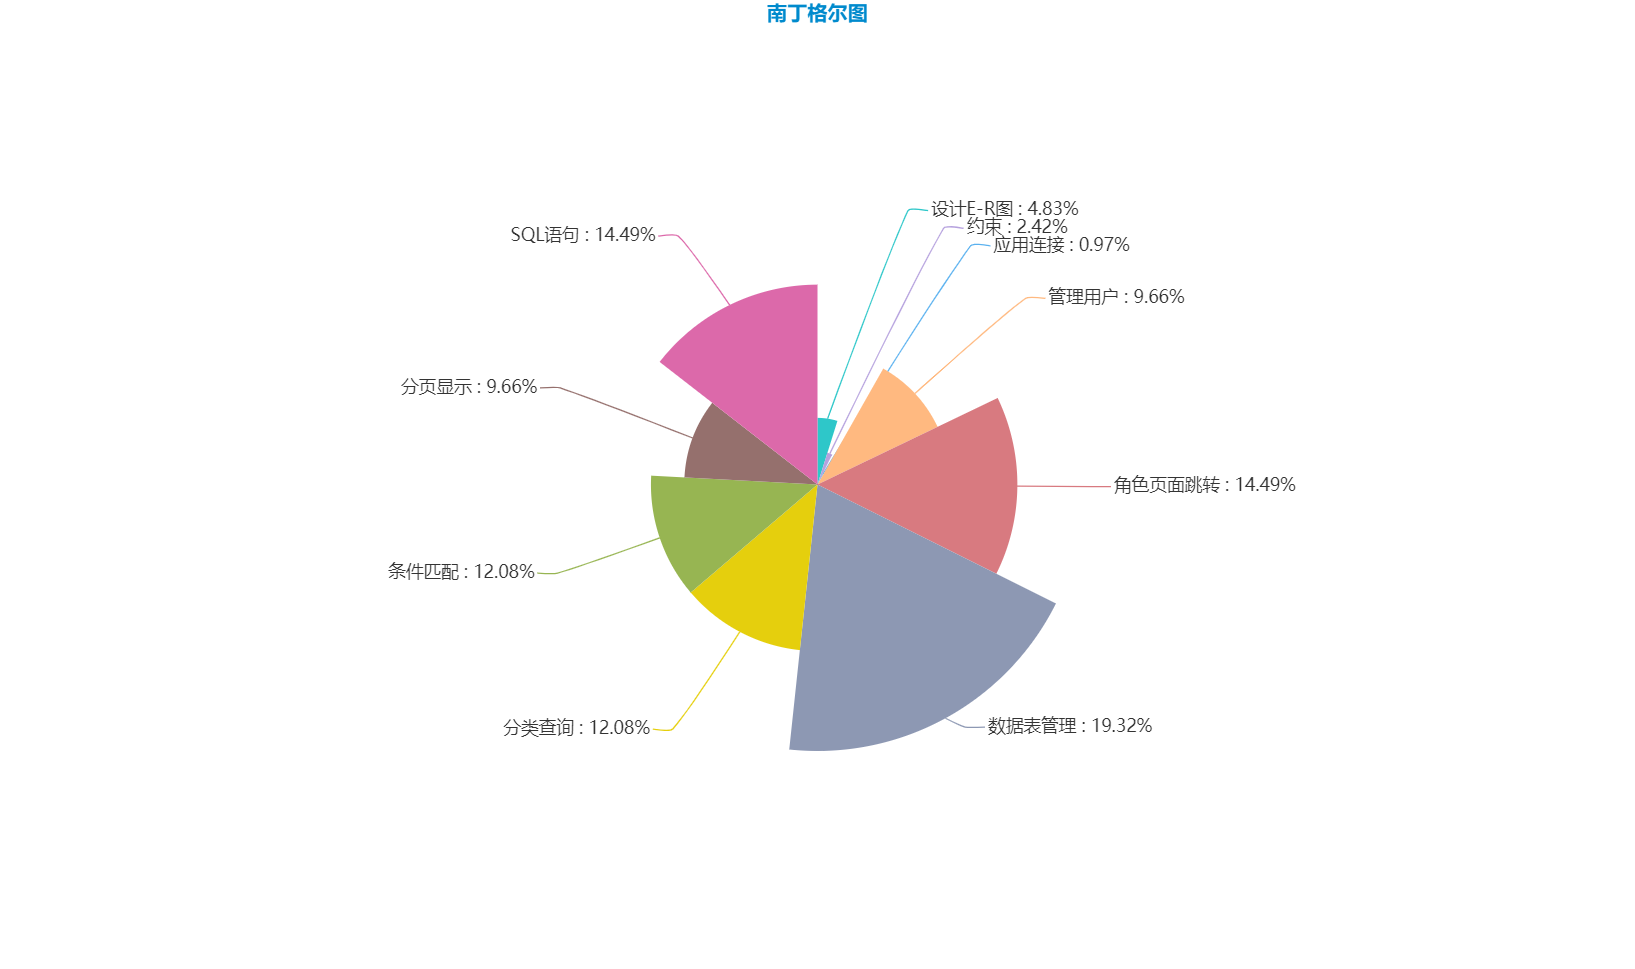 南丁格尔图
设计E-R图 : 4.83%
约束 : 2.42%
应用连接 : 0.97%
管理用户 : 9.66%
角色页面跳转 : 14.49%
数据表管理 : 19.32%
分类查询 : 12.08%
条件匹配 : 12.08%
分页显示 : 9.66%
SQL语句 : 14.49%